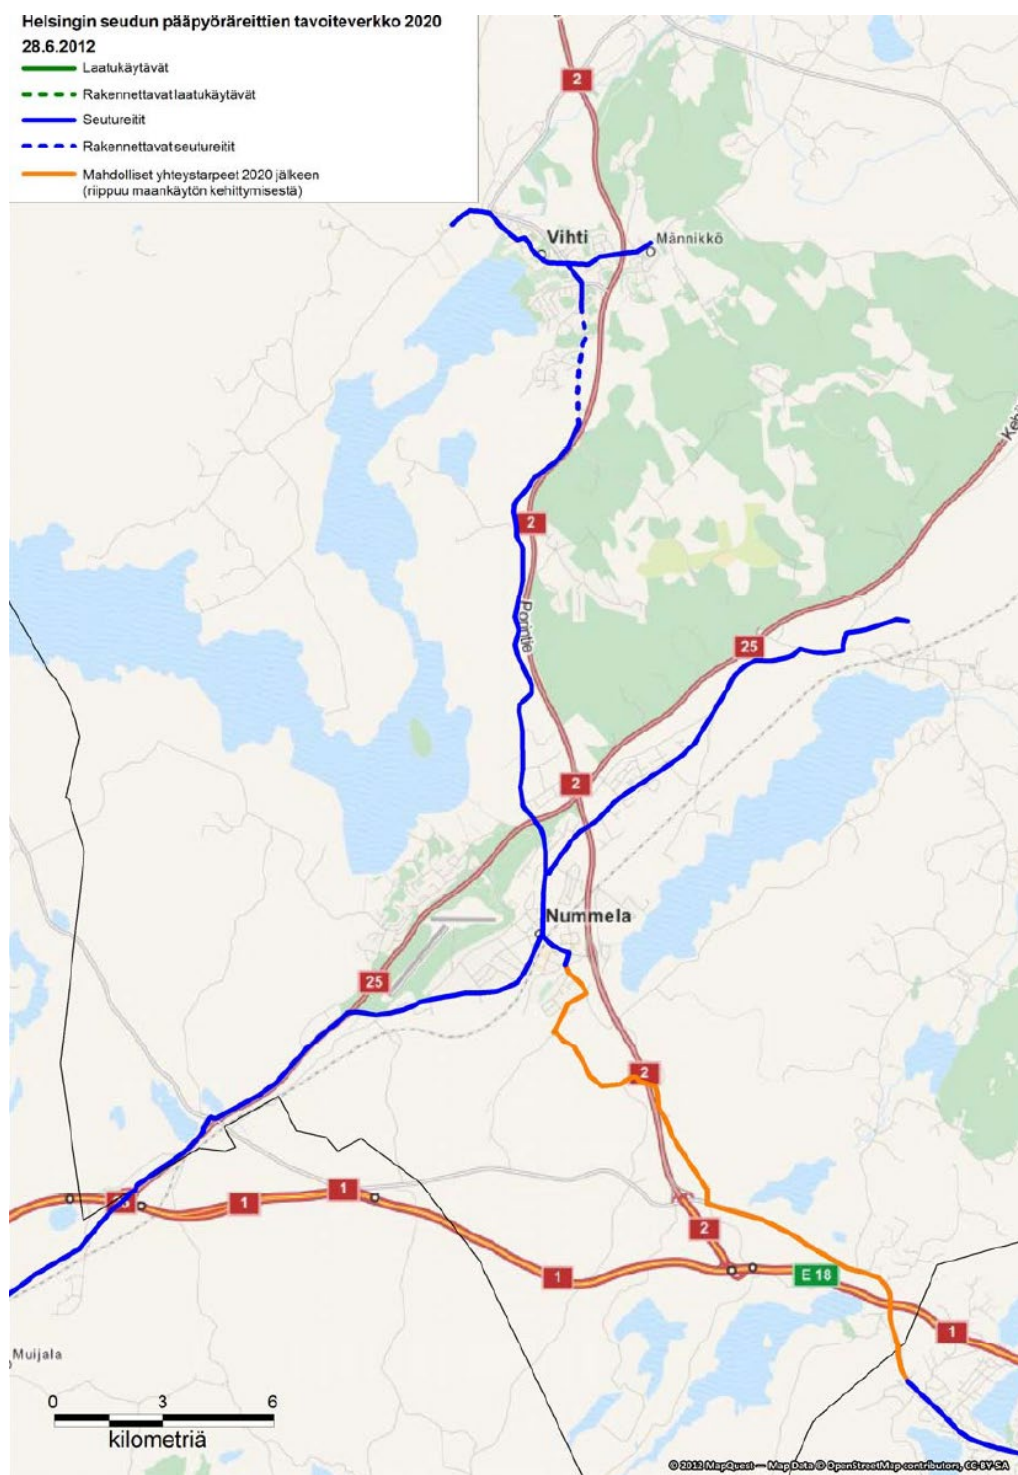 Helsingin seudun pääpyöräreittien tavoiteverkko 2020
28.6.2012
Laatukäytävät
Rakennettavat laatukäytävät
Seutureitit
Rakennettavat seutureitit
Mahdolliset yhteystarpeet 2020 jälkeen
(riippuu maankäytön kehittymisestä)
2
Vihti
Männikkö
2
Porintie
25
2
Nummela
25
2
1
1
2
1
E 18
1
Muijala
0 3 6
kilometriä
© 2012 MapQuest — Map Data © OpenStreetMap contributors, CC-BY-SA